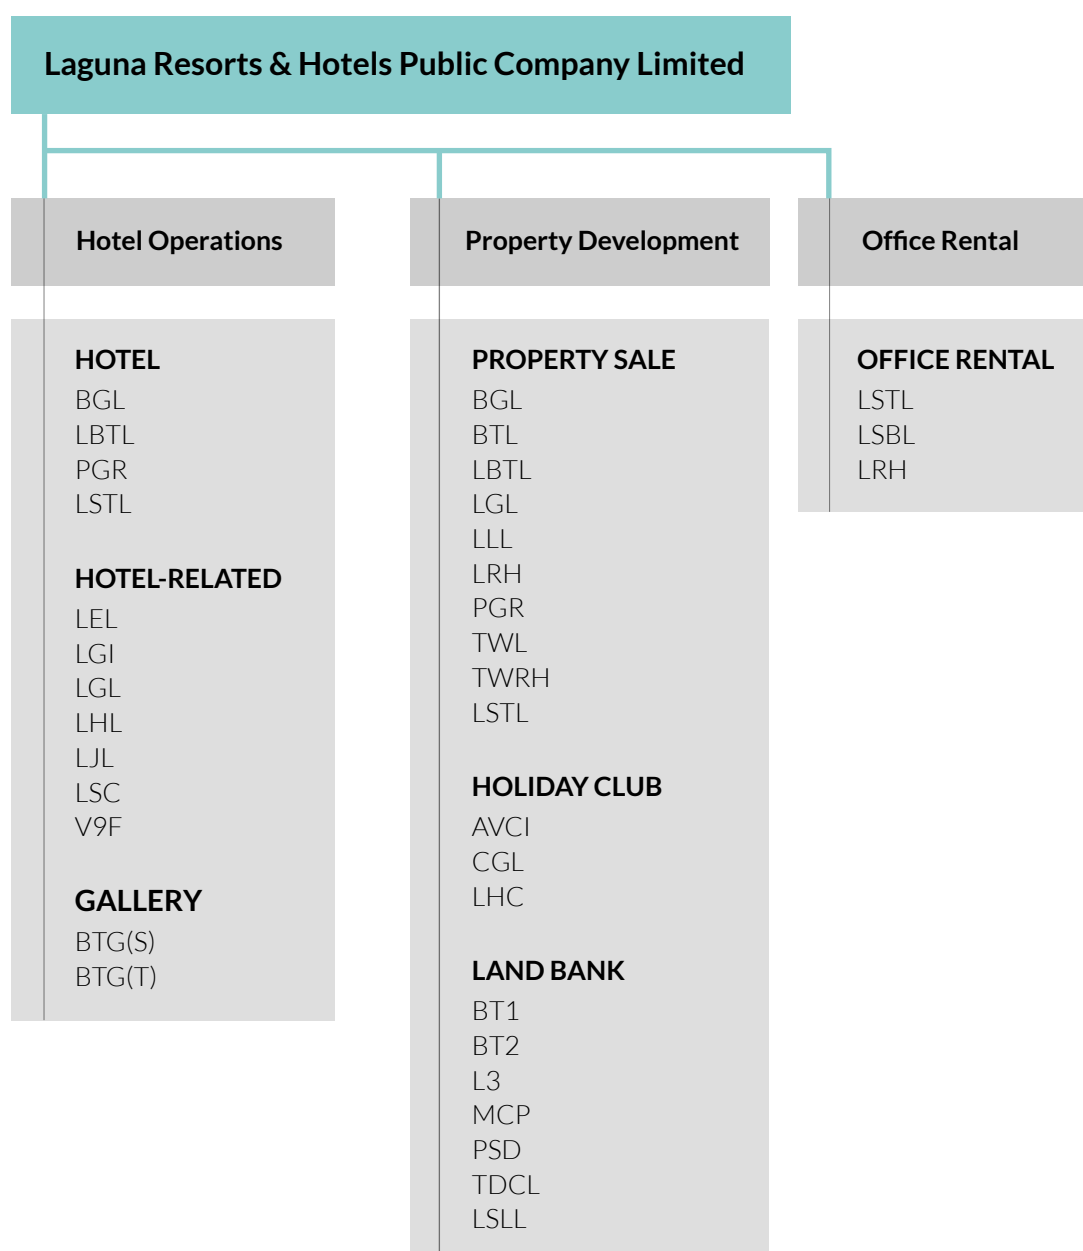 Laguna Resorts & Hotels Public Company Limited
Hotel Operations
HOTEL
BGL
LBTL
PGR
LSTL
HOTEL-RELATED
LEL
LGI
LGL
LHL
LJL
LSC
V9F
GALLERY
BTG(S)
BTG(T)
Property Development
PROPERTY SALE
BGL
BTL
LBTL
LGL
LLL
LRH
PGR
TWL
TWRH
LSTL
HOLIDAY CLUB
AVCI
CGL
LHC
LAND BANK
BT1
BT2
L3
MCP
PSD
TDCL
LSLL
Office Rental
OFFICE RENTAL
LSTL
LSBL
LRH